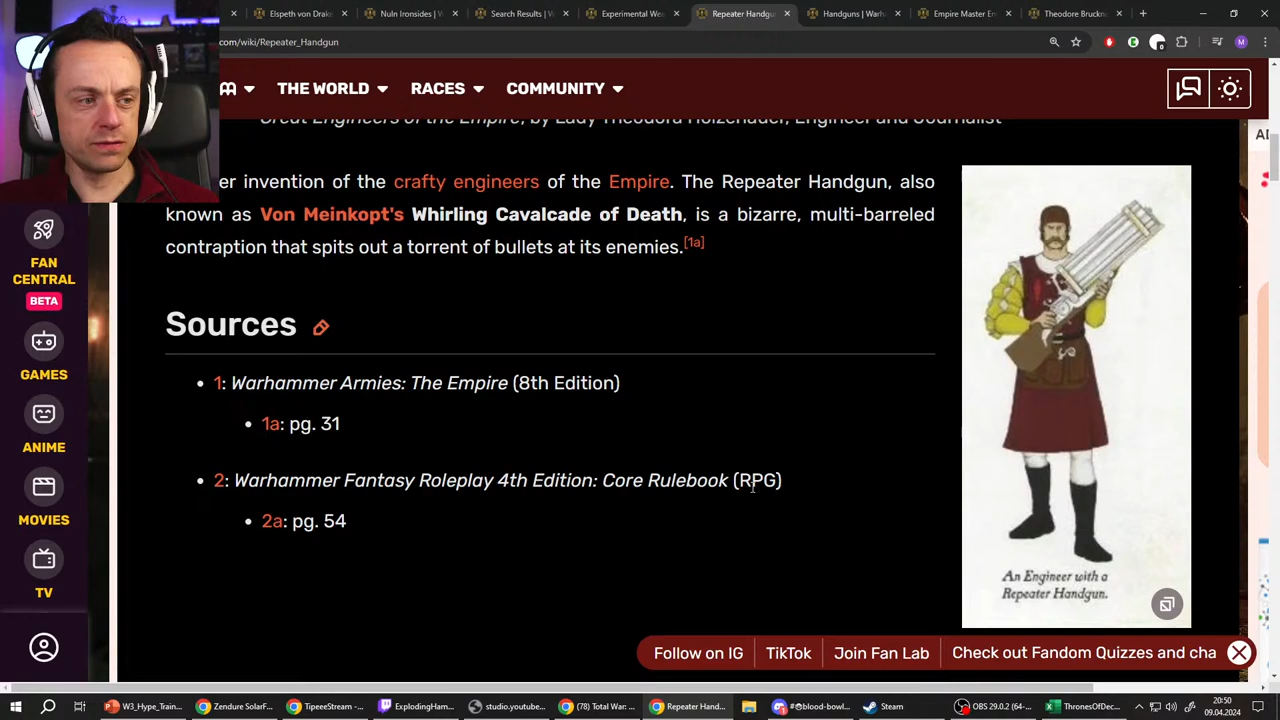 Elspeth von Drake
Nuln Ironsides |
Search Results |
Experimental Wea
Repeater Handgu
Handguns | Warh
Empire Master En
Theodore Bruckne
com/wiki/Repeater_Handgun
M
THE WORLD
RACES
COMMUNITY
Great Engineers of the Empire, by Lady Theodora Holzenader, Engineer and Journalist
er invention of the crafty engineers of the Empire. The Repeater Handgun, also
known as Von Meinkopt's Whirling Cavalcade of Death, is a bizarre, multi-barreled
contraption that spits out a torrent of bullets at its enemies.[1a]
Sources
1: Warhammer Armies: The Empire (8th Edition)
1a: pg. 31
2: Warhammer Fantasy Roleplay 4th Edition: Core Rulebook (RPG)
2a: pg. 54
An Engineer with a
Repeater Handgun.
FAN
CENTRAL
BETA
GAMES
ANIME
MOVIES
TV
Follow on IG
TikTok
Join Fan Lab
Check out Fandom Quizzes and cha
W3_Hype_Train...
Zendure SolarF...
TipeeeStream - ...
ExplodingHam...
studio.youtube...
(78) Total War: ...
Repeater Hand...
#blood-bowl...
Steam
OBS 29.0.2 (64-...
ThronesOfDec...
20:50
09.04.2024